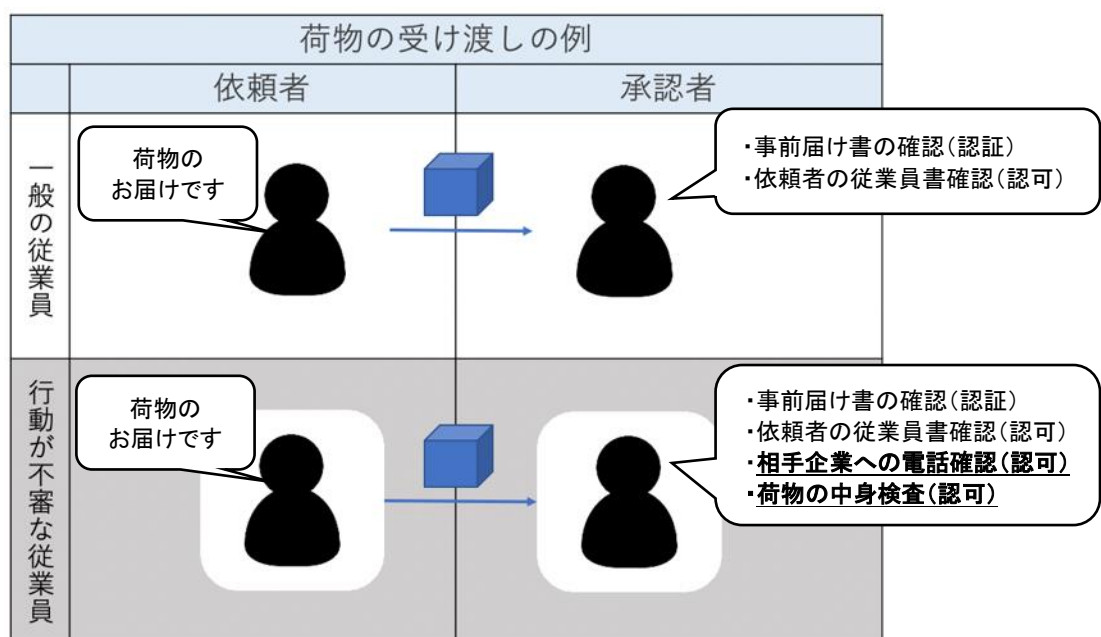 荷物の受け渡しの例
依頼者
承認者
一般の従業員
荷物の
お届けです
・事前届け書の確認(認証)
・依頼者の従業員書確認(認可)
行動が不審な従業員
荷物の
お届けです
・事前届け書の確認(認証)
・依頼者の従業員書確認(認可)
・相手企業への電話確認(認可)
・荷物の中身検査(認可)